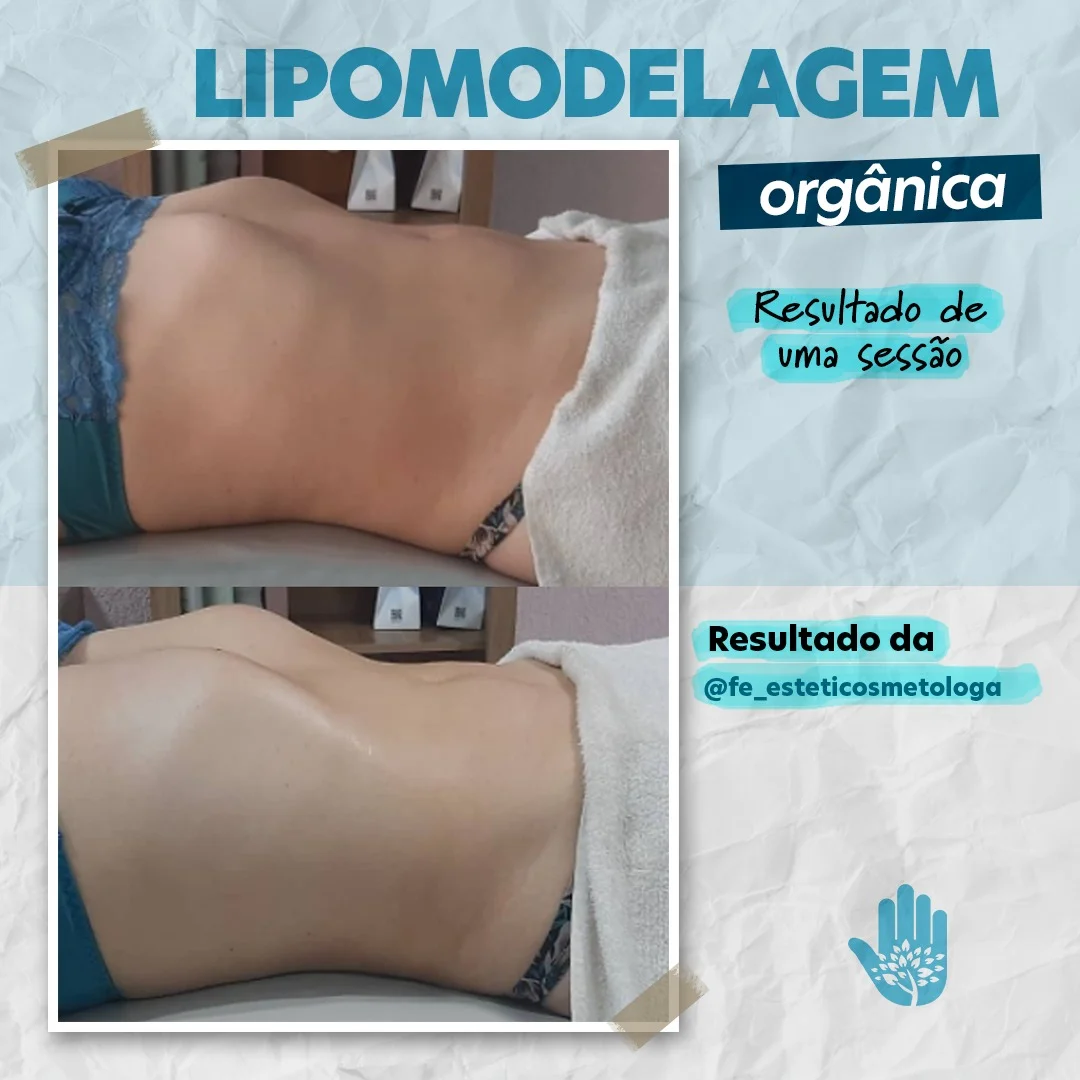 LIPOMODELAGEM
orgânica
Resultado de
uma sessão
Resultado da
@fe_esteticosmetologa